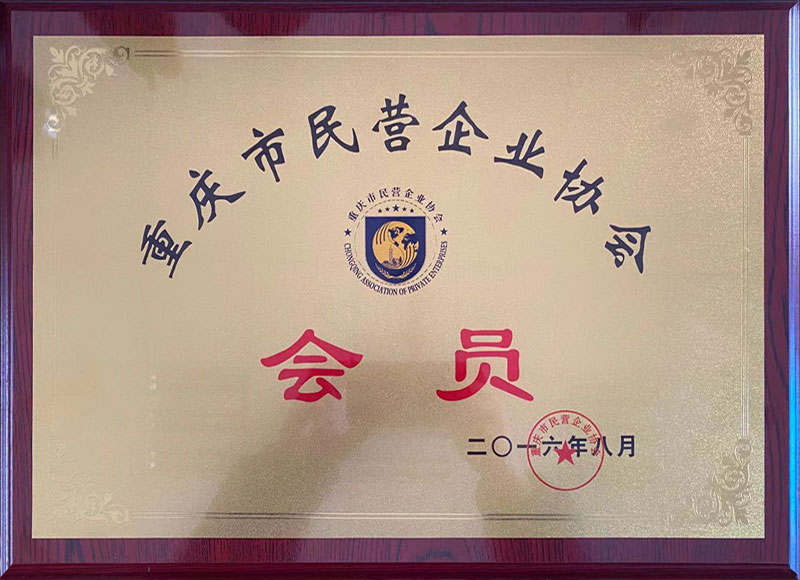 重庆市民营企业协会
重庆市民营企业协会
CHONGQING ASSOCIATION OF PRIVATE ENTERPRISES
会员
二〇一六年八月
重庆市民营企业协会